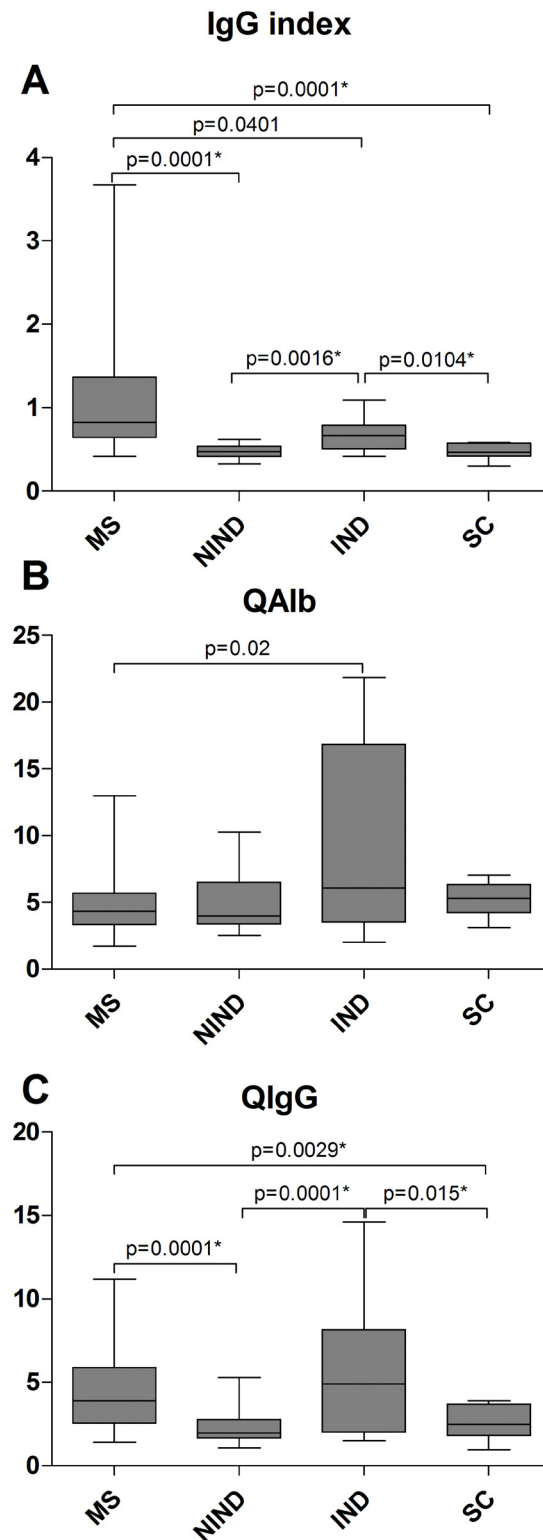 IgG index
A
p=0.0001*
p=0.0401
p=0.0001*
4
3
p=0.0016* p=0.0104*
2
1
0
MS NIND IND SC
B
QAlb
25
p=0.02
20
15
10
5
0
MS NIND IND SC
C
QIgG
20
p=0.0029*
p=0.0001* p=0.015*
15
p=0.0001*
10
5
0
MS NIND IND SC